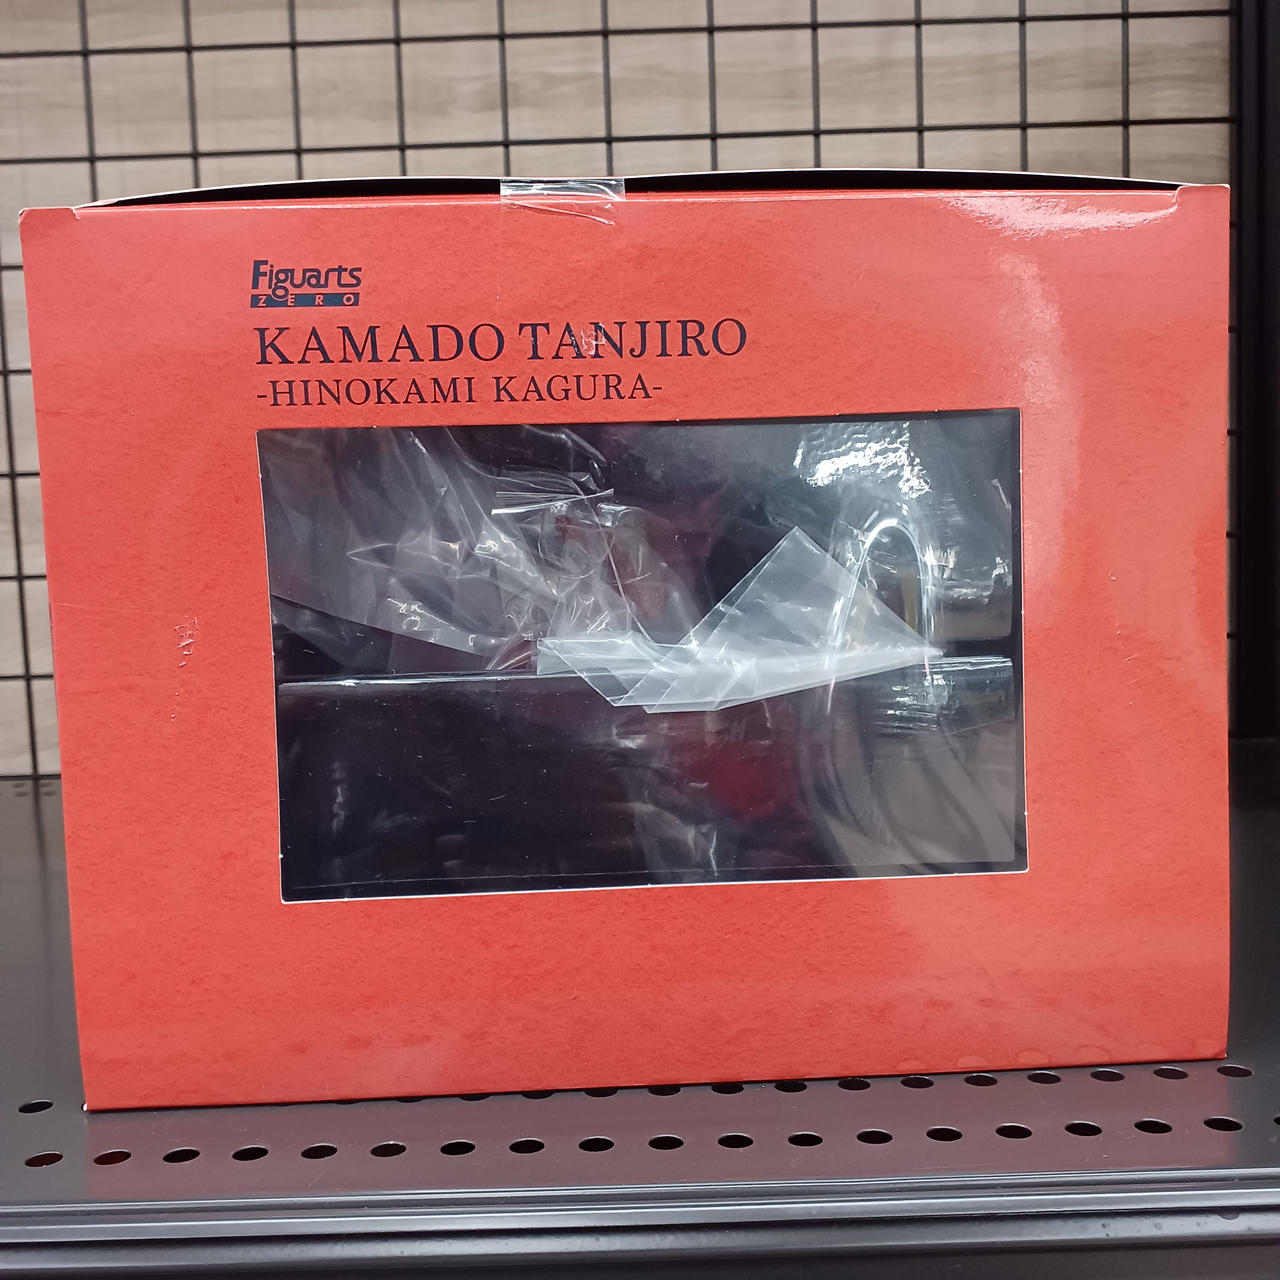 Figuarts
ZERO
KAMADO TANJIRO
-HINOKAMI KAGURA-